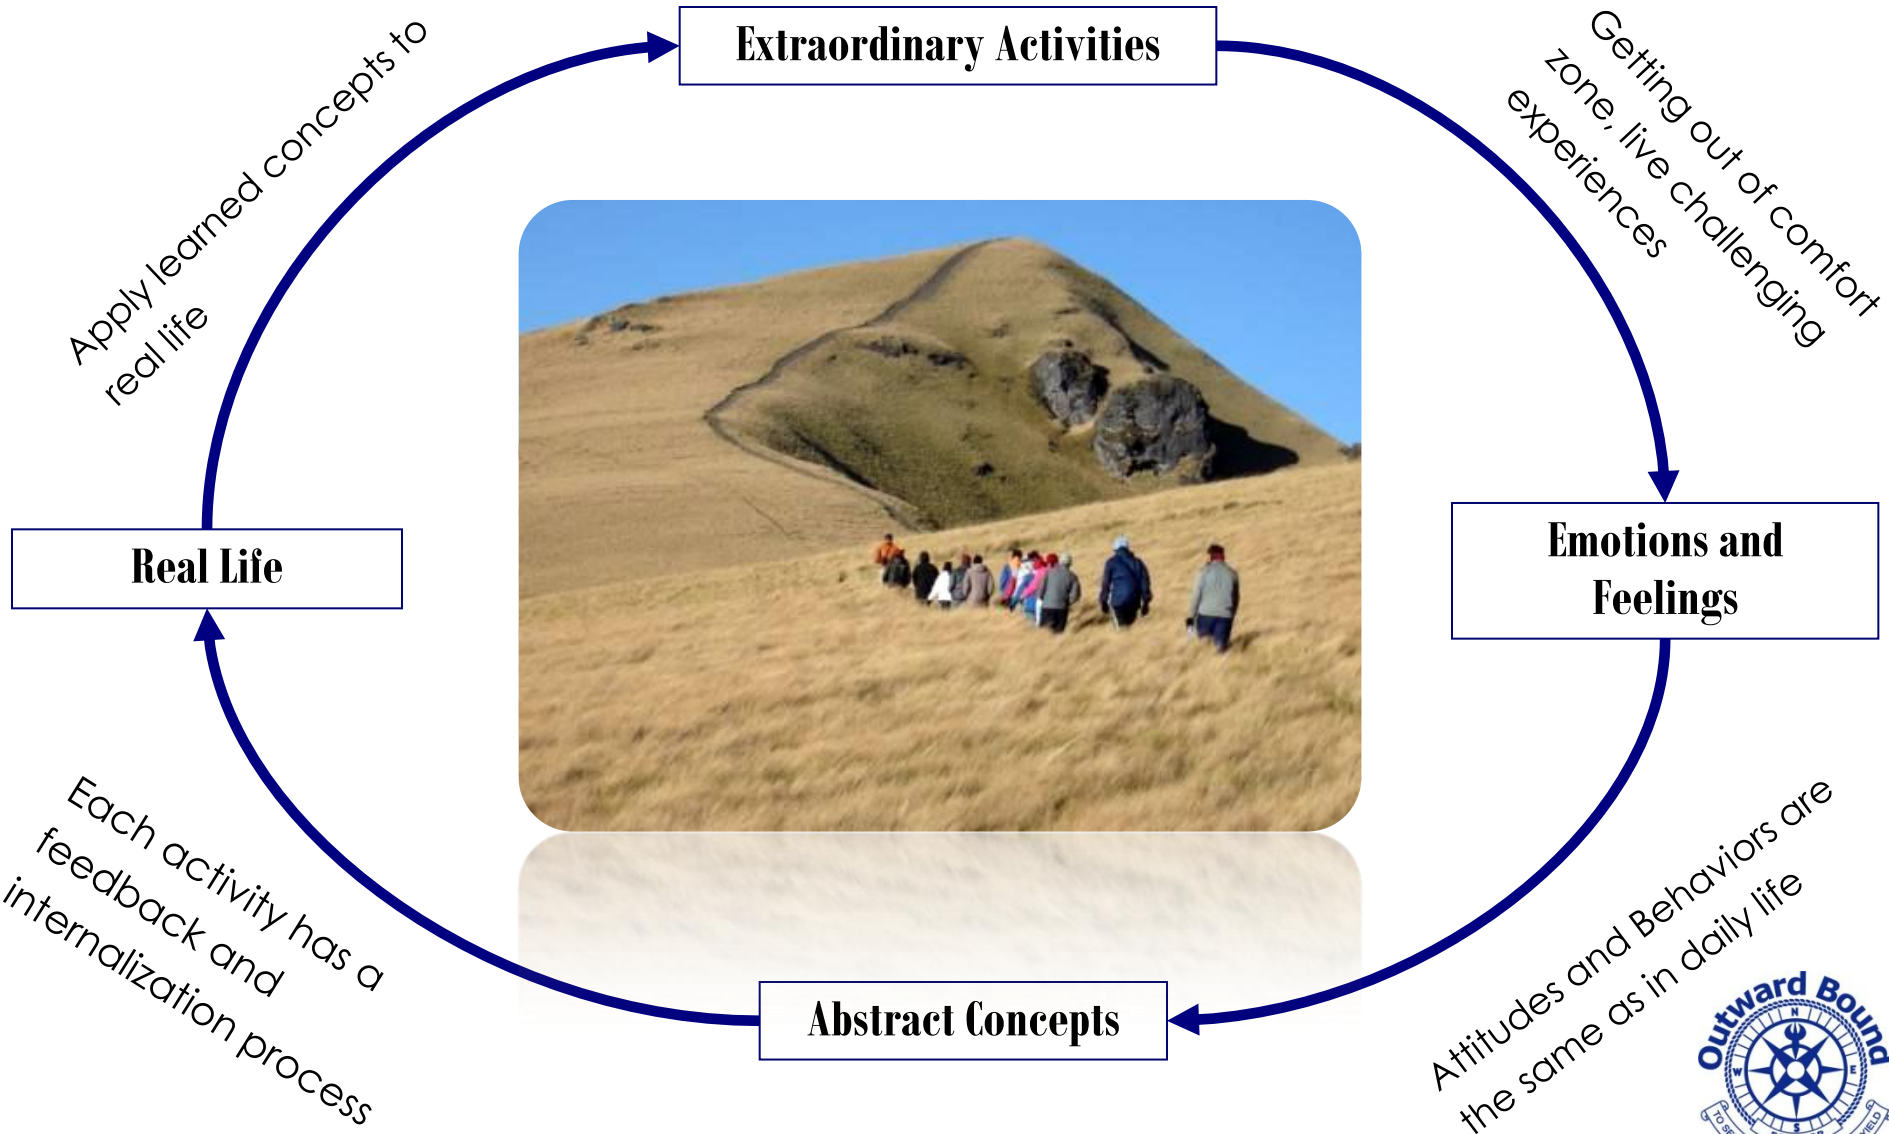 Extraordinary Activities
Getting out of comfort
zone, live challenging
experiences
Emotions and
Feelings
Attitudes and Behaviors are
the same as in daily life
Abstract Concepts
Each activity has a
feedback and
internalization process
Real Life
Apply learned concepts to
real life
Outward Bound
N
W
E
S